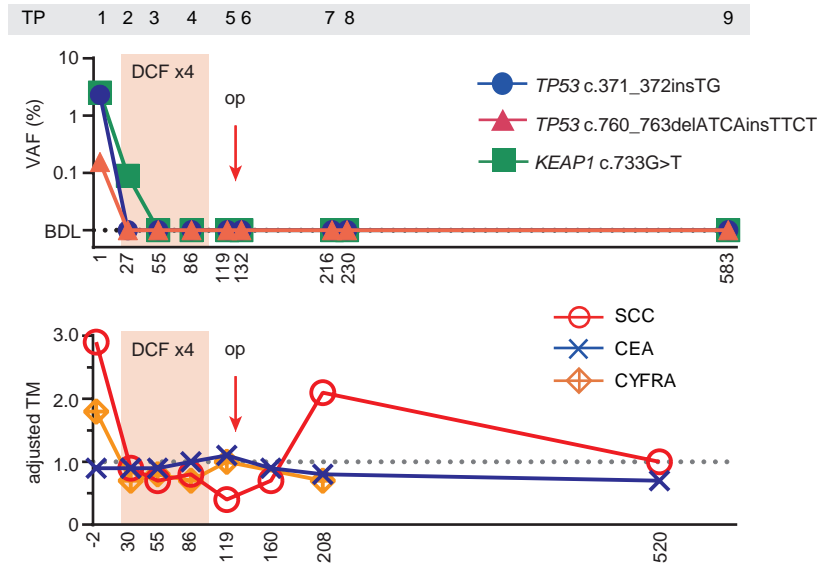 TP 1 2 3 4 5 6 7 8 9
10
1
0.1
BDL
VAF (%)
DCF x4
op
TP53 c.371_372insTG
TP53 c.760_763delATCAinsTTCT
KEAP1 c.733G>T
1 27 55 86 119 132 216 230 583
3.0
2.0
1.0
0
adjusted TM
DCF x4
op
SCC
CEA
CYFRA
-2 30 55 86 119 160 208 520